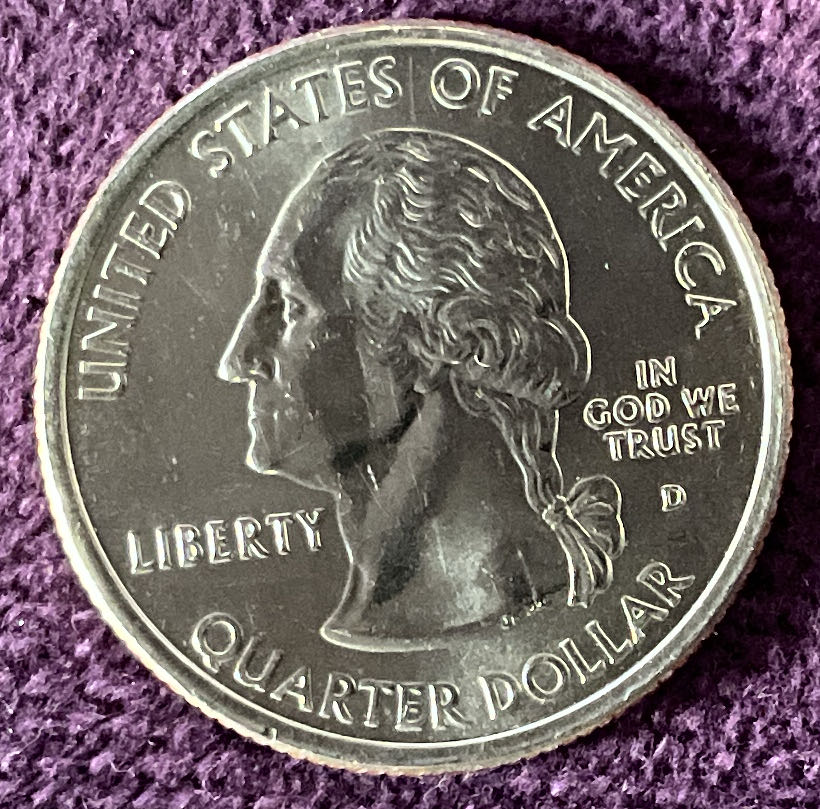 UNITED STATES OF AMERICA
LIBERTY
IN
GOD WE
TRUST
D
QUARTER DOLLAR